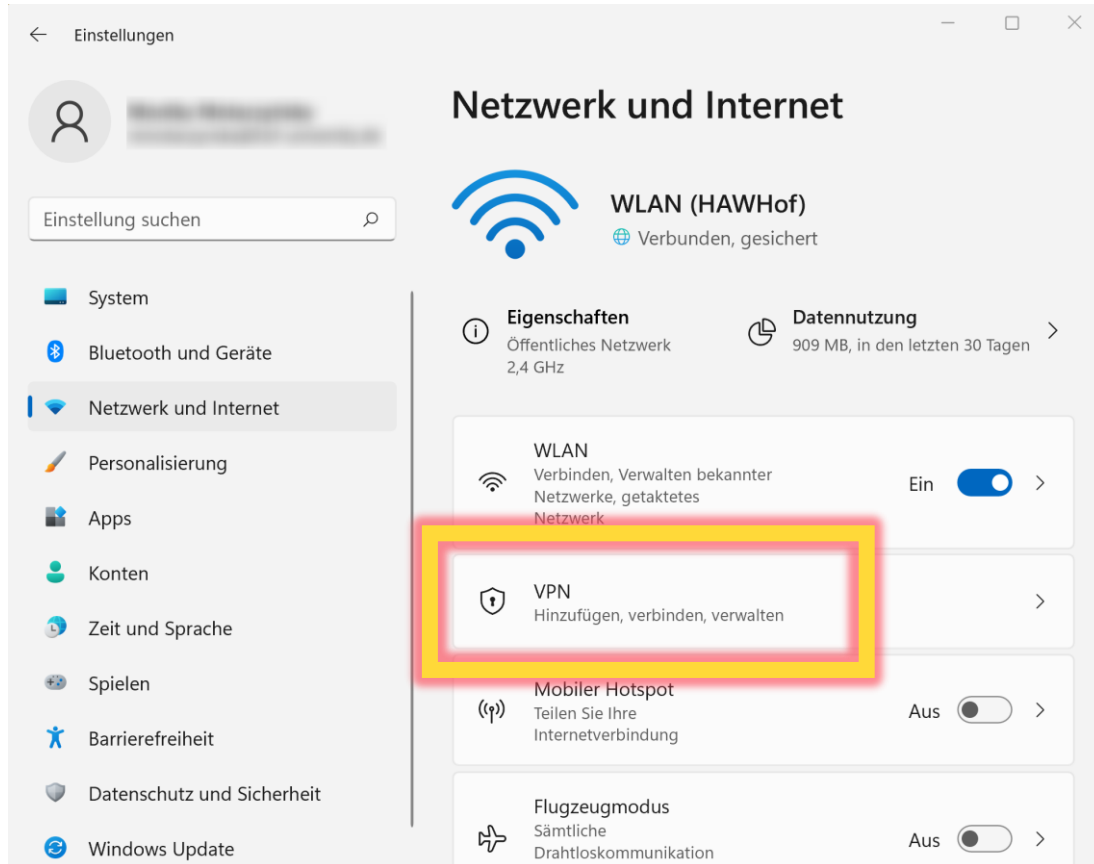 Einstellungen
Einstellung suchen
System
Bluetooth und Geräte
Netzwerk und Internet
Personalisierung
Apps
Konten
Zeit und Sprache
Spielen
Barrierefreiheit
Datenschutz und Sicherheit
Windows Update
Netzwerk und Internet
WLAN (HAWHof)
Verbunden, gesichert
Eigenschaften
Öffentliches Netzwerk
2,4 GHz
Datennutzung
909 MB, in den letzten 30 Tagen
WLAN
Verbinden, Verwalten bekannter
Netzwerke, getaktetes
Netzwerk
Ein
VPN
Hinzufügen, verbinden, verwalten
Mobiler Hotspot
Teilen Sie Ihre
Internetverbindung
Aus
Flugzeugmodus
Sämtliche
Drahtloskommunikation
Aus